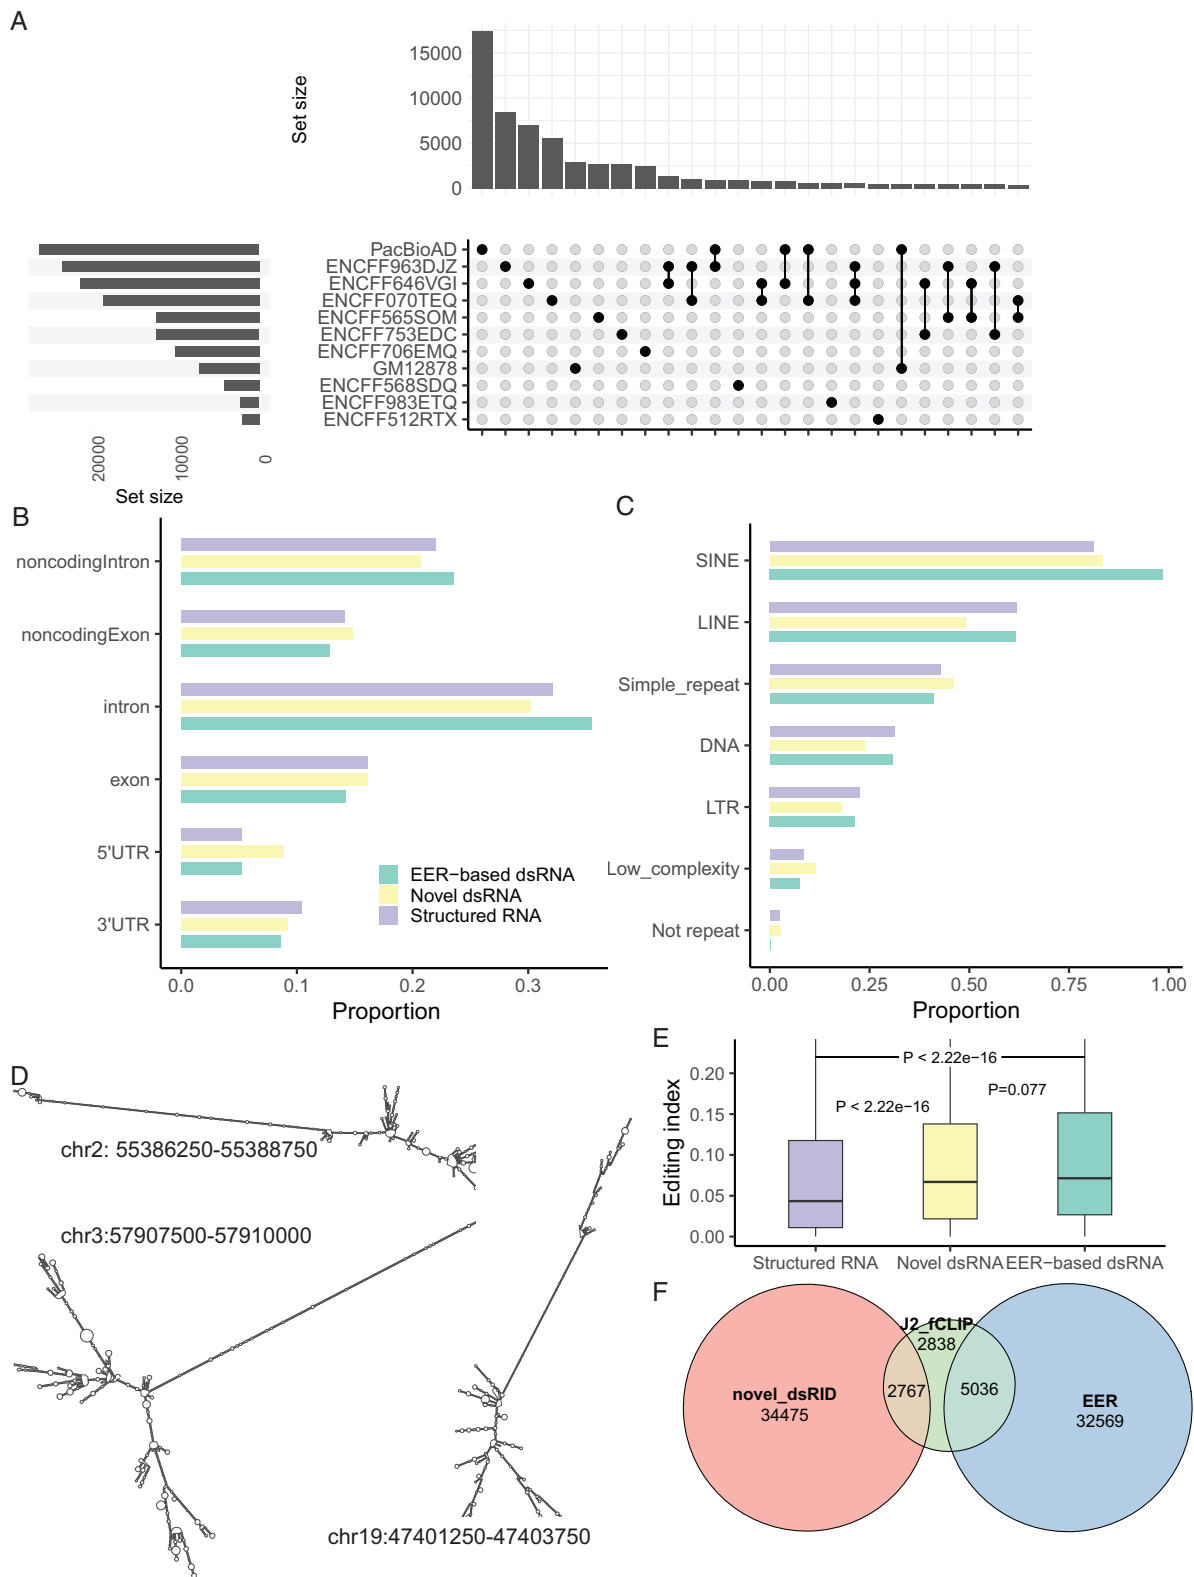 A
Set size
15000
10000
5000
0
PacBioAD
ENCFF963DJZ
ENCFF646VGI
ENCFF070TEQ
ENCFF565SOM
ENCFF753EDC
ENCFF706EMQ
GM12878
ENCFF568SDQ
ENCFF983ETQ
ENCFF512RTX
20000
10000
0
Set size
B
noncodingIntron
noncodingExon
intron
exon
5'UTR
3'UTR
EER−based dsRNA
Novel dsRNA
Structured RNA
0.0
0.1
0.2
0.3
Proportion
C
SINE
LINE
Simple_repeat
DNA
LTR
Low_complexity
Not repeat
0.00
0.25
0.50
0.75
1.00
Proportion
D
chr2: 55386250-55388750
chr3:57907500-57910000
chr19:47401250-47403750
E
Editing index
0.20
0.15
0.10
0.05
0.00
P < 2.22e−16
P=0.077
P < 2.22e−16
Structured RNA
Novel dsRNA
EER−based dsRNA
F
J2_fCLIP
2838
novel_dsRID
34475
2767
5036
EER
32569